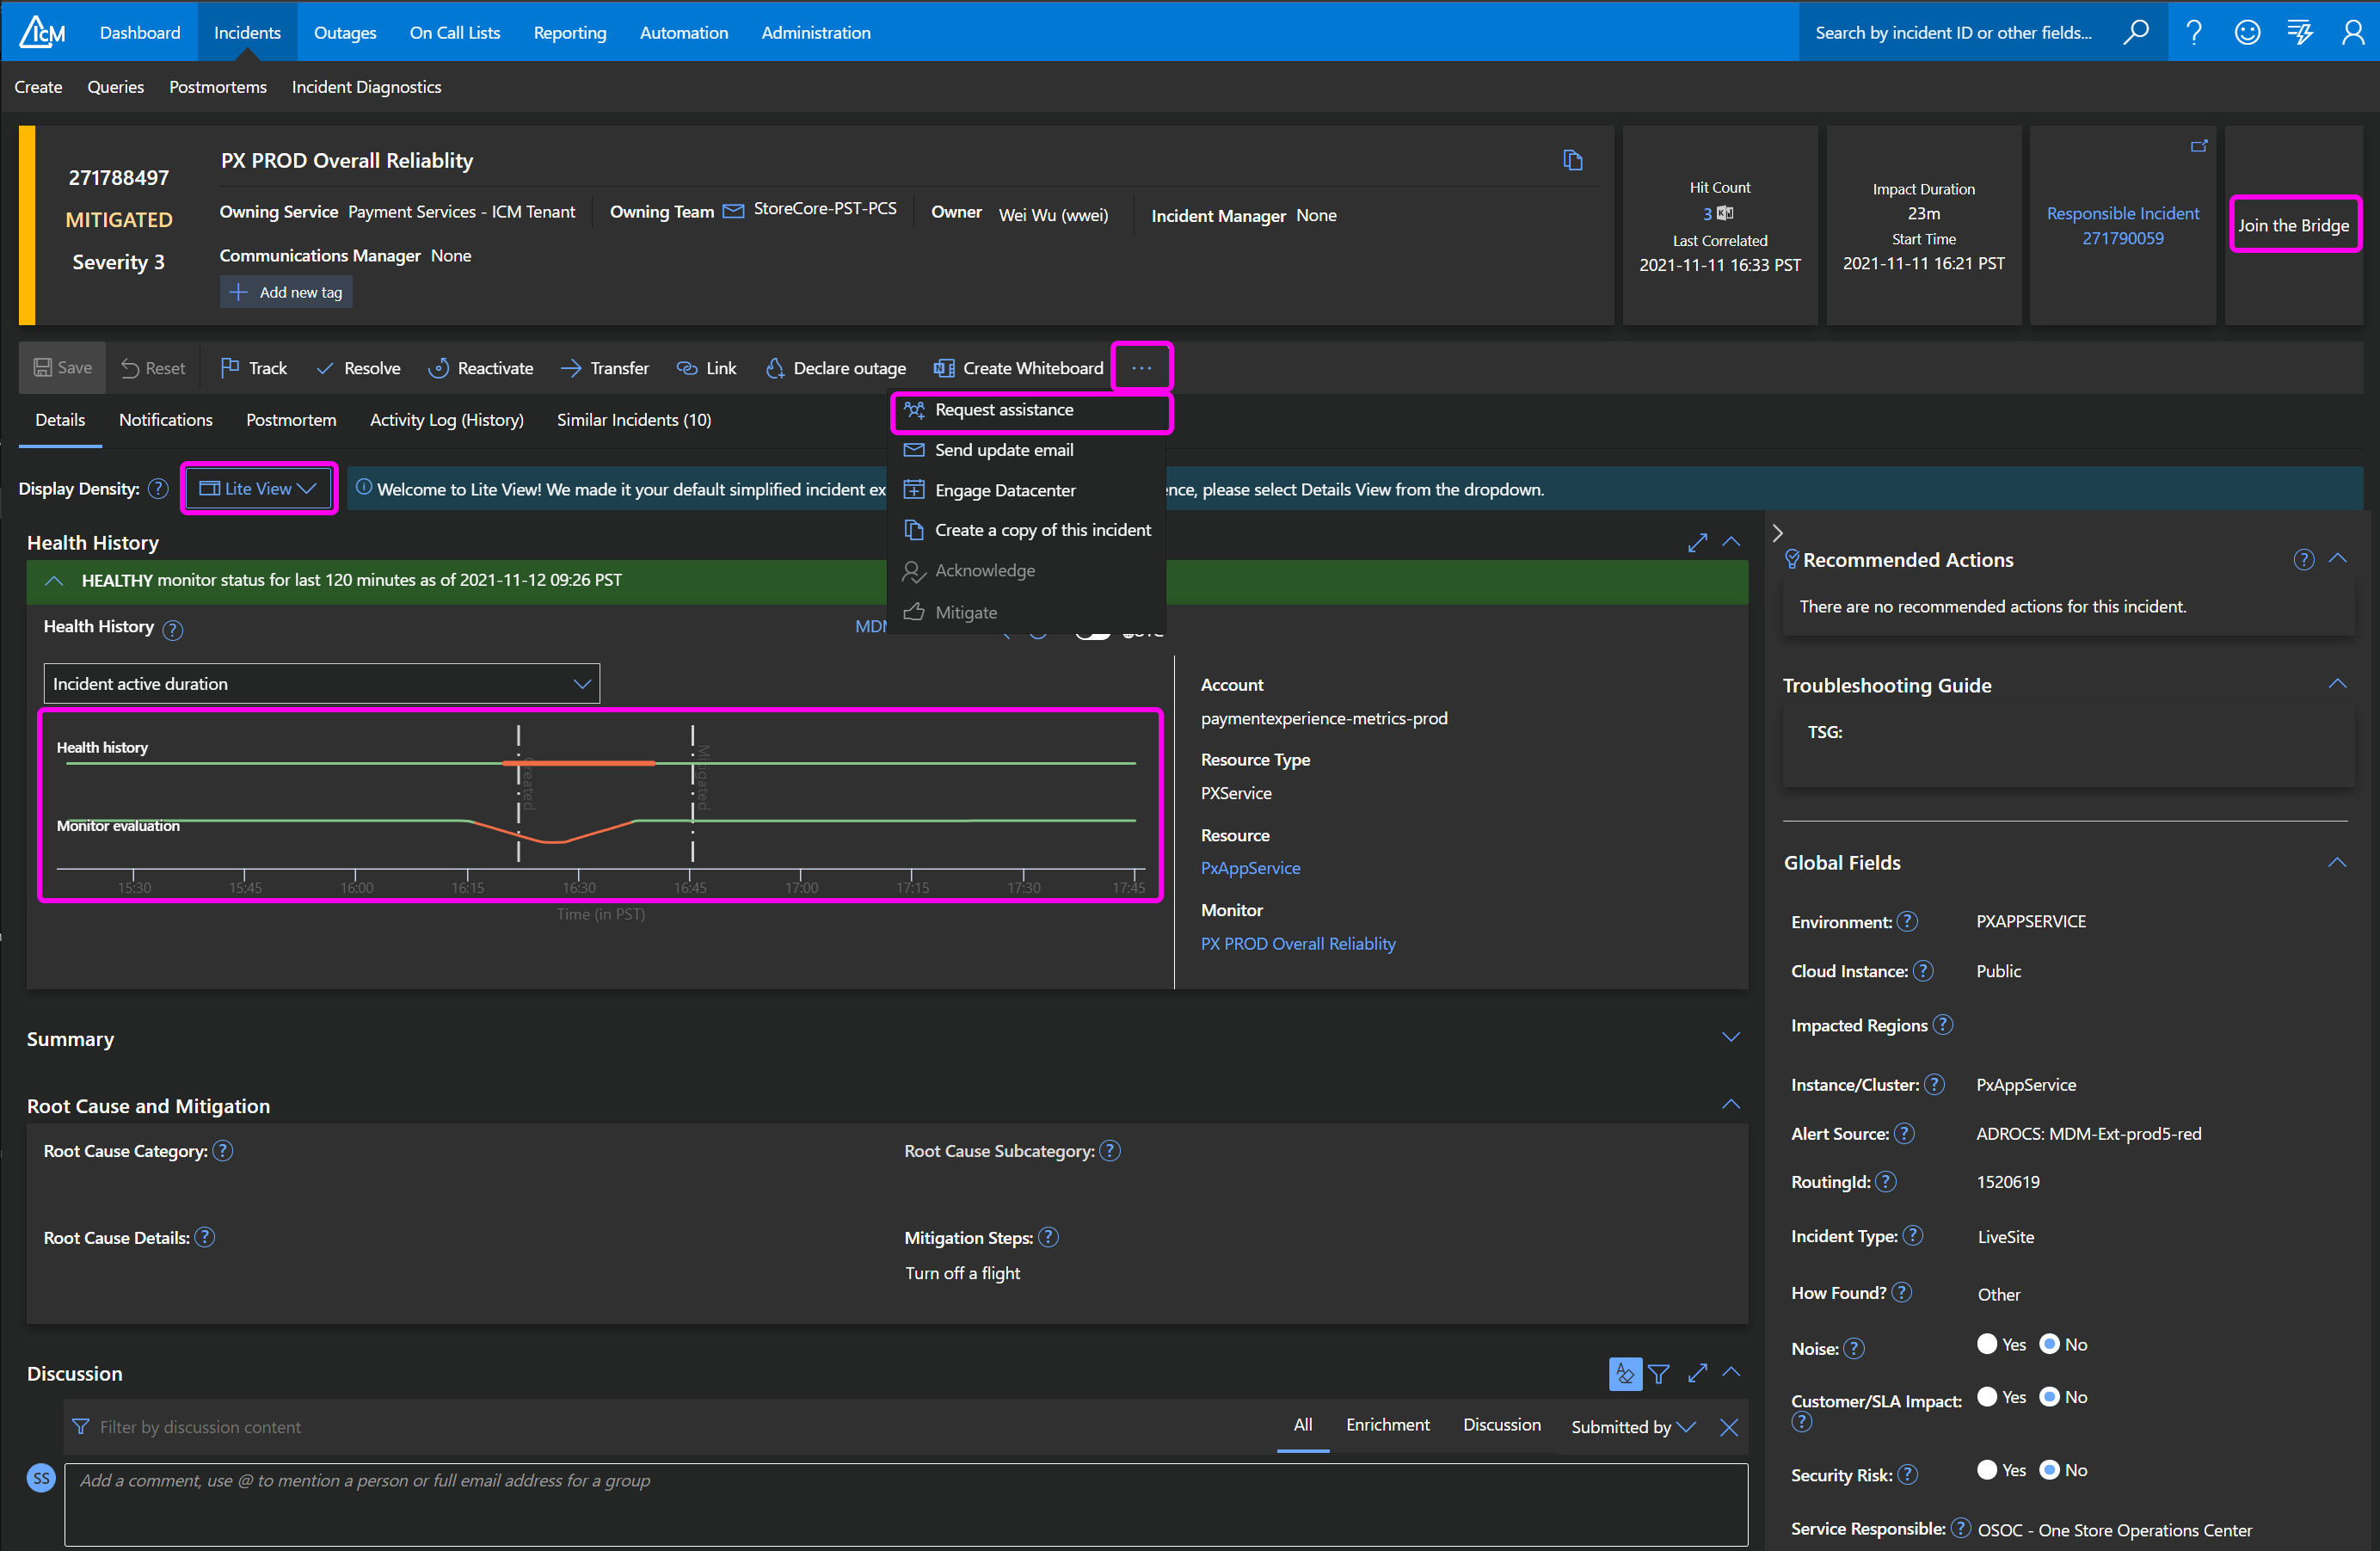 IcM Dashboard Incidents Outages On Call Lists Reporting Automation Administration Search by incident ID or other fields...
Create Queries Postmortems Incident Diagnostics
271788497
MITIGATED
Severity 3
PX PROD Overall Reliablity
Owning Service Payment Services - ICM Tenant Owning Team StoreCore-PST-PCS Owner Wei Wu (wwei) Incident Manager None
Communications Manager None
Add new tag
Hit Count
3
Last Correlated
2021-11-11 16:33 PST
Impact Duration
23m
Start Time
2021-11-11 16:21 PST
Responsible Incident
271790059
Join the Bridge
Save Reset Track Resolve Reactivate Transfer Link Declare outage Create Whiteboard ...
Request assistance
Send update email
Engage Datacenter
Create a copy of this incident
Acknowledge
Mitigate
Details Notifications Postmortem Activity Log (History) Similar Incidents (10)
Display Density: Lite View Welcome to Lite View! We made it your default simplified incident ex nce, please select Details View from the dropdown.
Health History
HEALTHY monitor status for last 120 minutes as of 2021-11-12 09:26 PST
Health History
Incident active duration
Health history
Created
Mitigated
Monitor evaluation
15:30 15:45 16:00 16:15 16:30 16:45 17:00 17:15 17:30 17:45
Time (in PST)
Account
paymentexperience-metrics-prod
Resource Type
PXService
Resource
PxAppService
Monitor
PX PROD Overall Reliablity
Summary
Root Cause and Mitigation
Root Cause Category:
Root Cause Subcategory:
Root Cause Details:
Mitigation Steps:
Turn off a flight
Discussion
Filter by discussion content All Enrichment Discussion Submitted by
SS Add a comment, use @ to mention a person or full email address for a group
Recommended Actions
There are no recommended actions for this incident.
Troubleshooting Guide
TSG:
Global Fields
Environment: PXAPPSERVICE
Cloud Instance: Public
Impacted Regions
Instance/Cluster: PxAppService
Alert Source: ADROCS: MDM-Ext-prod5-red
RoutingId: 1520619
Incident Type: LiveSite
How Found? Other
Noise: Yes No
Customer/SLA Impact: Yes No
Security Risk: Yes No
Service Responsible: OSOC - One Store Operations Center